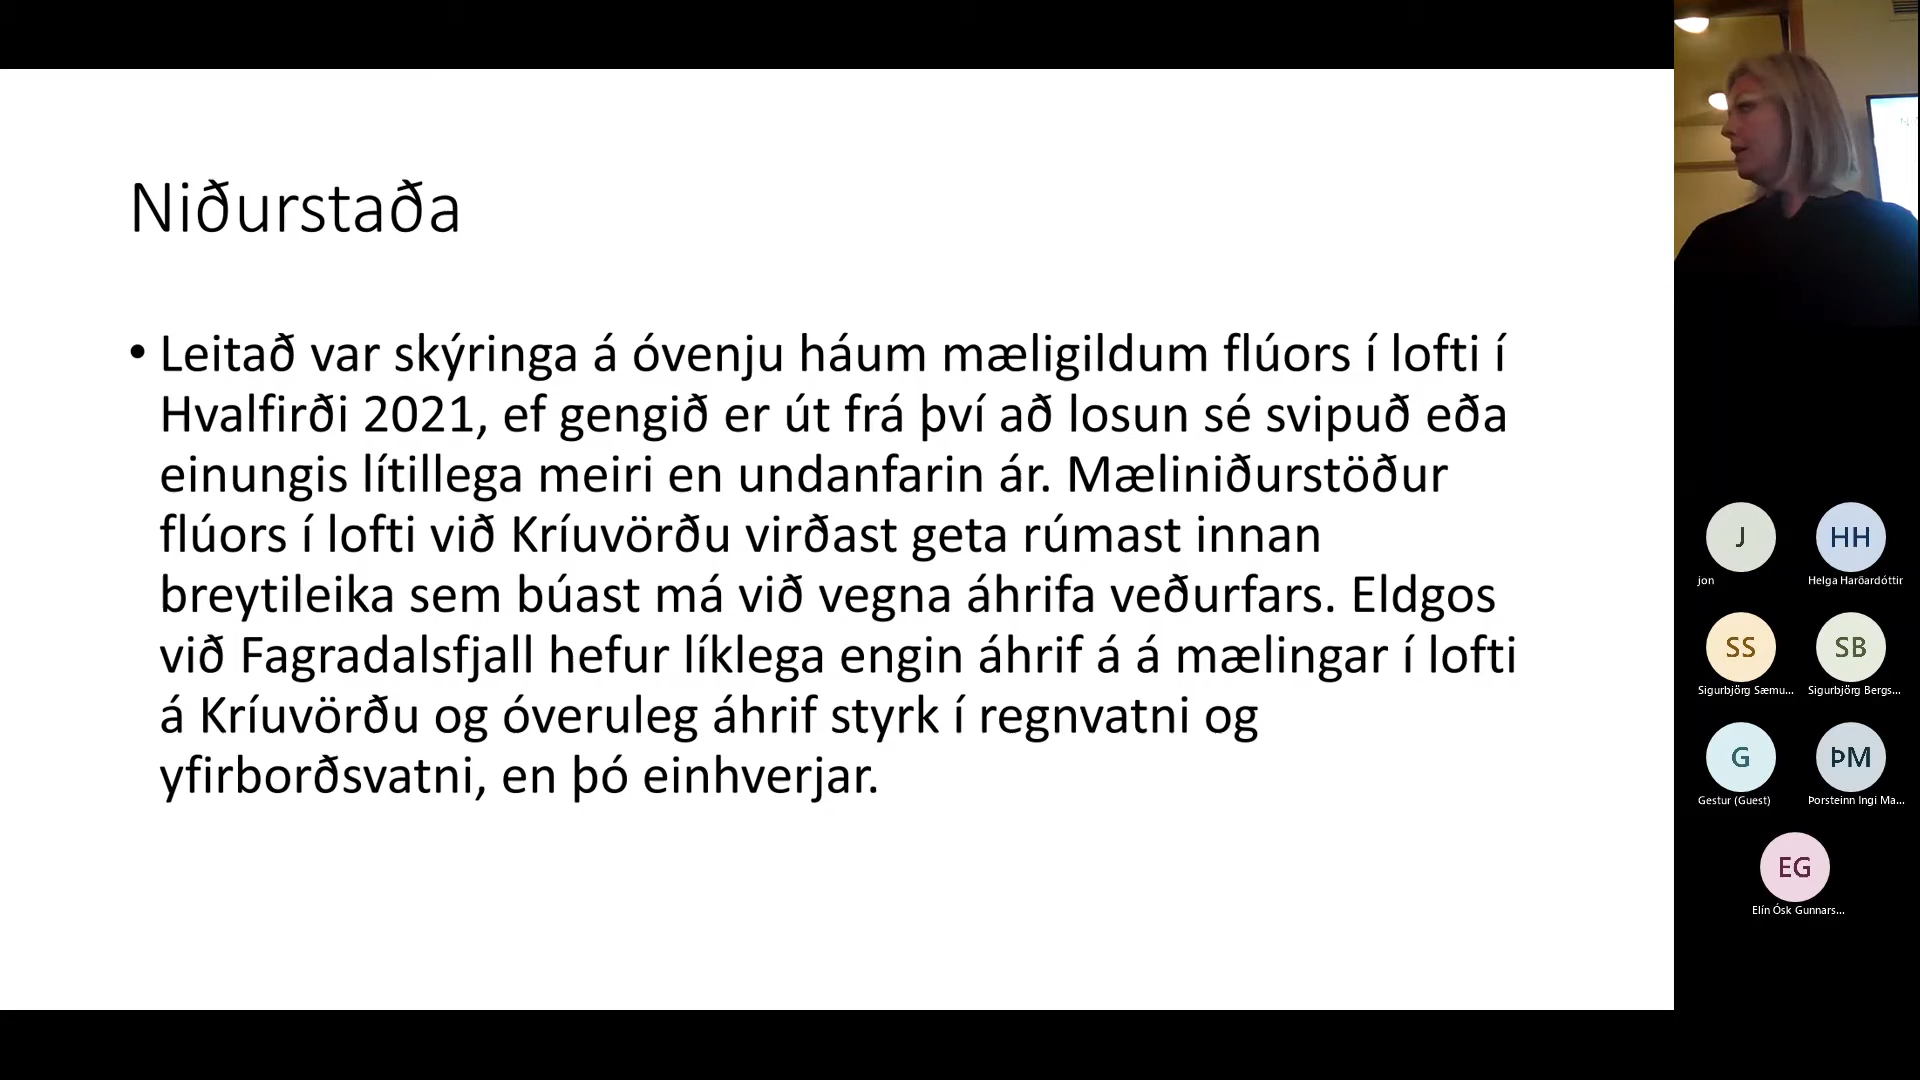 Niðurstaða
• Leitað var skýringa á óvenju háum mæligildum flúors í lofti í
Hvalfirði 2021, ef gengið er út frá því að losun sé svipuð eða
einungis lítillega meiri en undanfarin ár. Mæliniðurstöður
flúors í lofti við Kríuvörðu virðast geta rúmast innan
breytileika sem búast má við vegna áhrifa veðurfars. Eldgos
við Fagradalsfjall hefur líklega engin áhrif á á mælingar í lofti
á Kríuvörðu og óveruleg áhrif styrk í regnvatni og
yfirborðsvatni, en þó einhverjar.
J
jon
HH
Helga Harðardóttir
SS
Sigurbjörg Sæmu...
SB
Sigurbjörg Bergs...
G
Gestur (Guest)
ÞM
Þorsteinn Ingi Ma...
EG
Elín Ósk Gunnars...